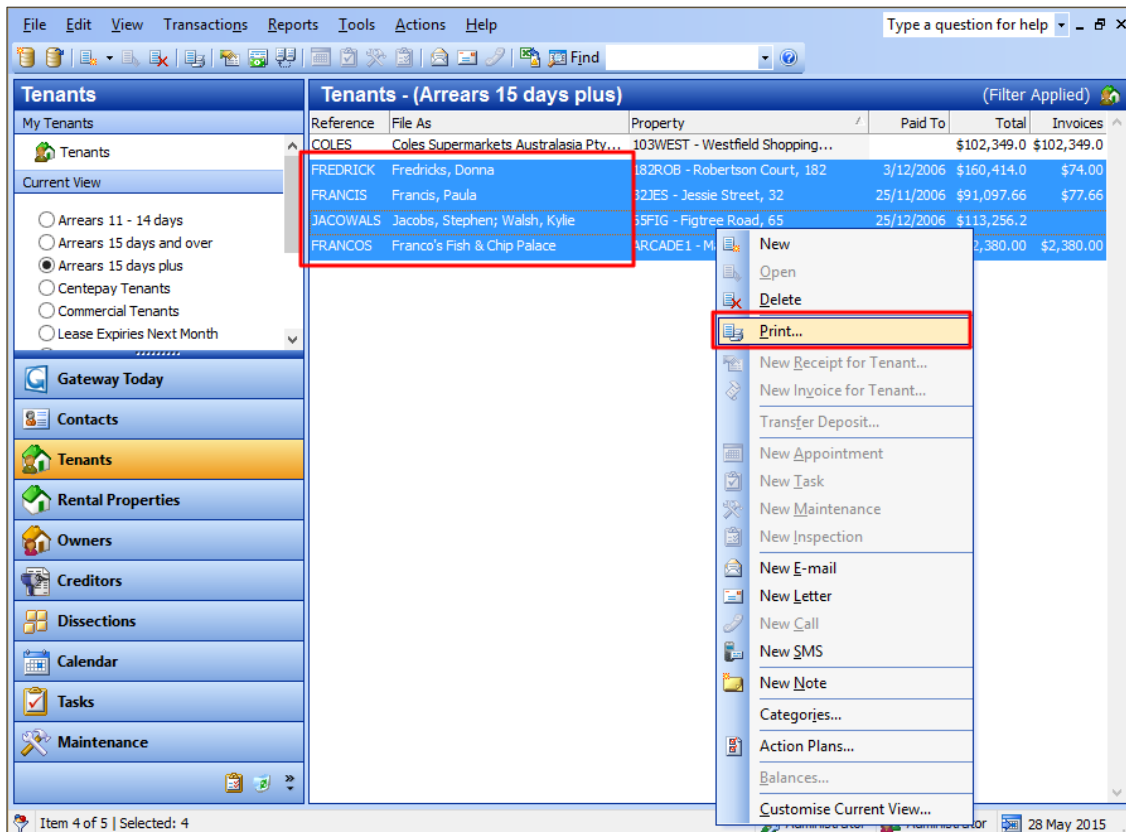 File Edit View Transactions Reports Tools Actions Help Type a question for help
Find
Tenants
My Tenants
Tenants
Current View
Arrears 11 - 14 days
Arrears 15 days and over
Arrears 15 days plus
Centepay Tenants
Commercial Tenants
Lease Expiries Next Month
Gateway Today
Contacts
Tenants
Rental Properties
Owners
Creditors
Dissections
Calendar
Tasks
Maintenance
Tenants - (Arrears 15 days plus) (Filter Applied)
Reference File As Property Paid To Total Invoices
COLES Coles Supermarkets Australasia Pty... 103WEST - Westfield Shopping... $102,349.0 $102,349.0
FREDRICK Fredricks, Donna 182ROB - Robertson Court, 182 3/12/2006 $160,414.0 $74.00
FRANCIS Francis, Paula 32JES - Jessie Street, 32 25/11/2006 $91,097.66 $77.66
JACOWALS Jacobs, Stephen; Walsh, Kylie 65FIG - Figtree Road, 65 25/12/2006 $113,256.2
FRANCOS Franco's Fish & Chip Palace ARCADE1 - 2,380.00 $2,380.00
New
Open
Delete
Print...
New Receipt for Tenant...
New Invoice for Tenant...
Transfer Deposit...
New Appointment
New Task
New Maintenance
New Inspection
New E-mail
New Letter
New Call
New SMS
New Note
Categories...
Action Plans...
Balances...
Customise Current View...
Item 4 of 5 | Selected: 4 28 May 2015